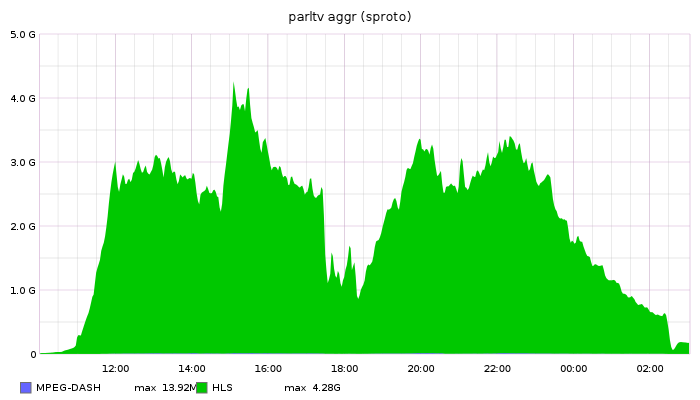 parltv aggr (sproto)
5.0 G
4.0 G
3.0 G
2.0 G
1.0 G
0
12:00 14:00 16:00 18:00 20:00 22:00 00:00 02:00
MPEG-DASH max 13.92M HLS max 4.28G